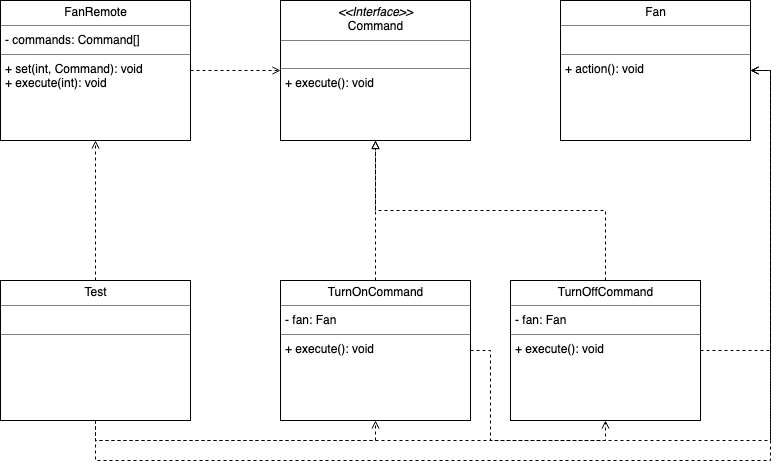 FanRemote
- commands: Command[]
+ set(int, Command): void
+ execute(int): void
<<Interface>>
Command
+ execute(): void
Fan
+ action(): void
Test
TurnOnCommand
- fan: Fan
+ execute(): void
TurnOffCommand
- fan: Fan
+ execute(): void